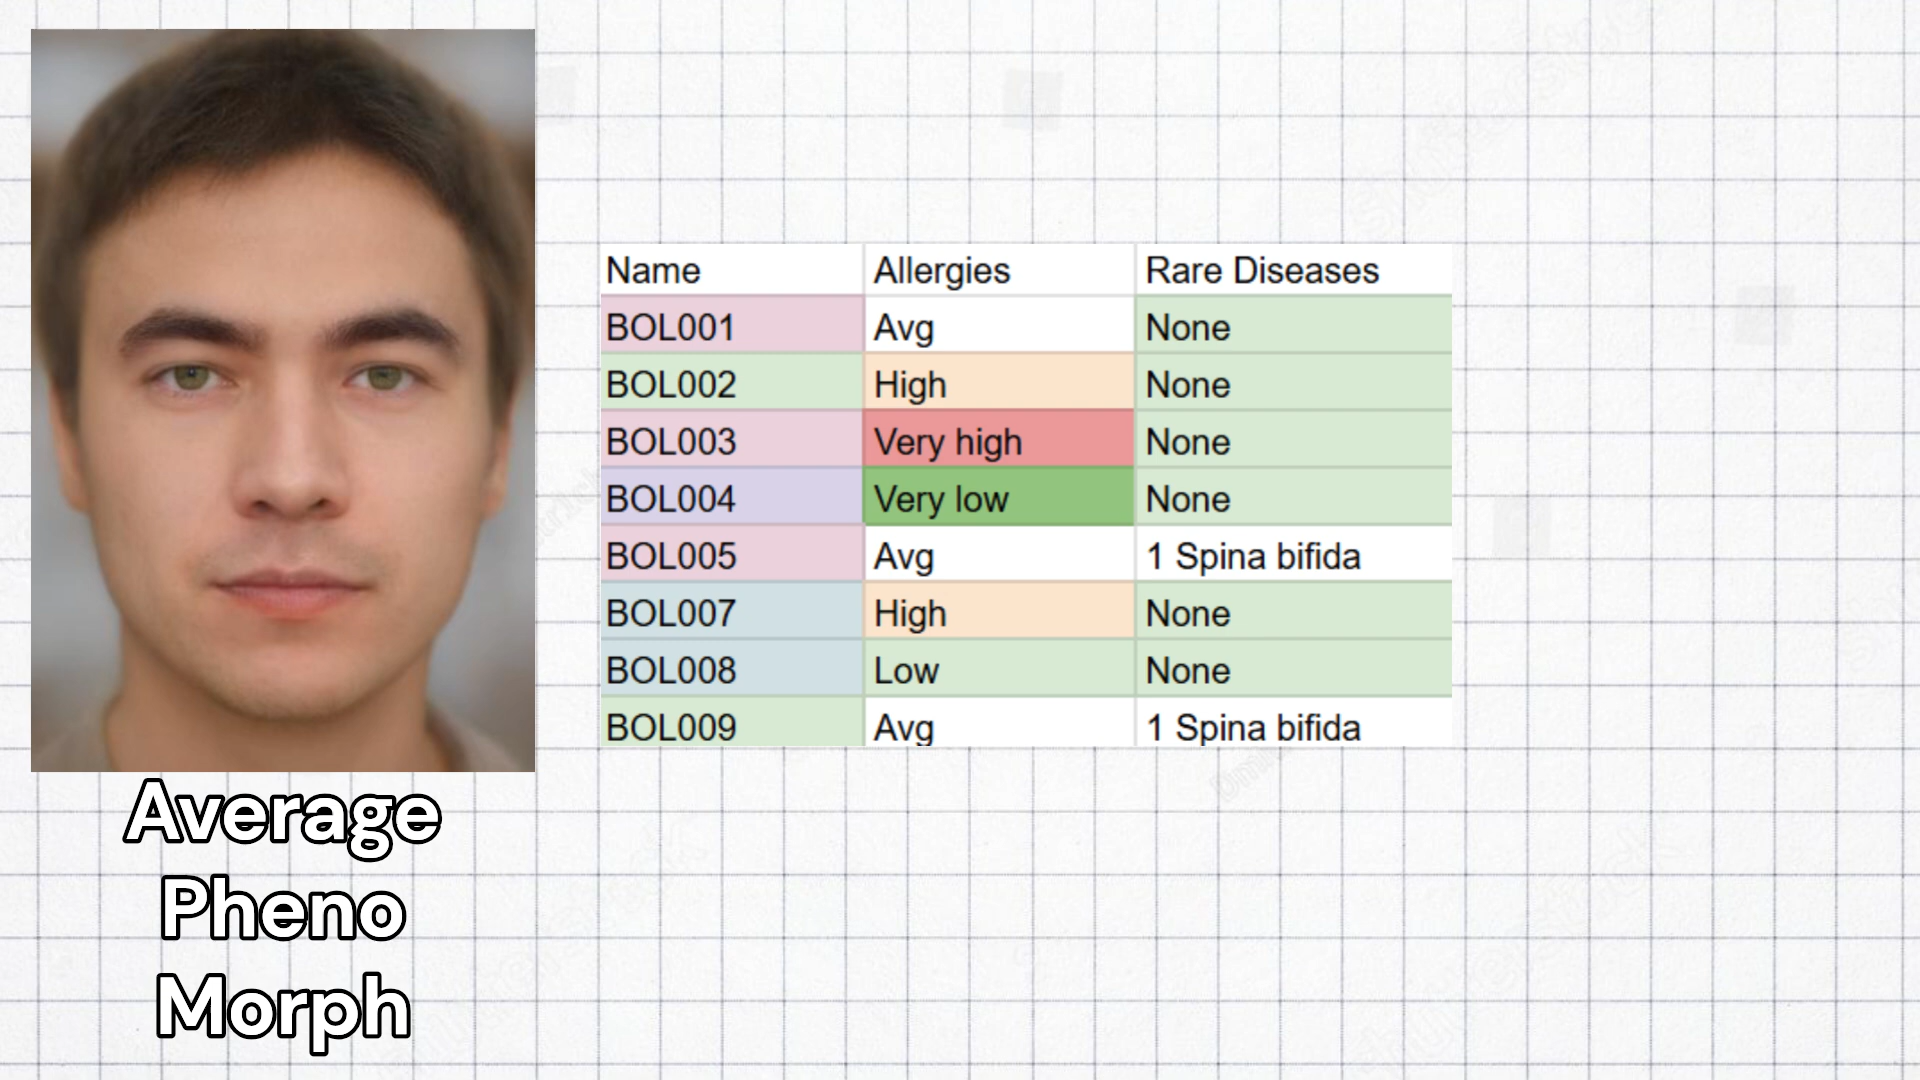 Average
Pheno
Morph
Name Allergies Rare Diseases
BOL001 Avg None
BOL002 High None
BOL003 Very high None
BOL004 Very low None
BOL005 Avg 1 Spina bifida
BOL007 High None
BOL008 Low None
BOL009 Avg 1 Spina bifida